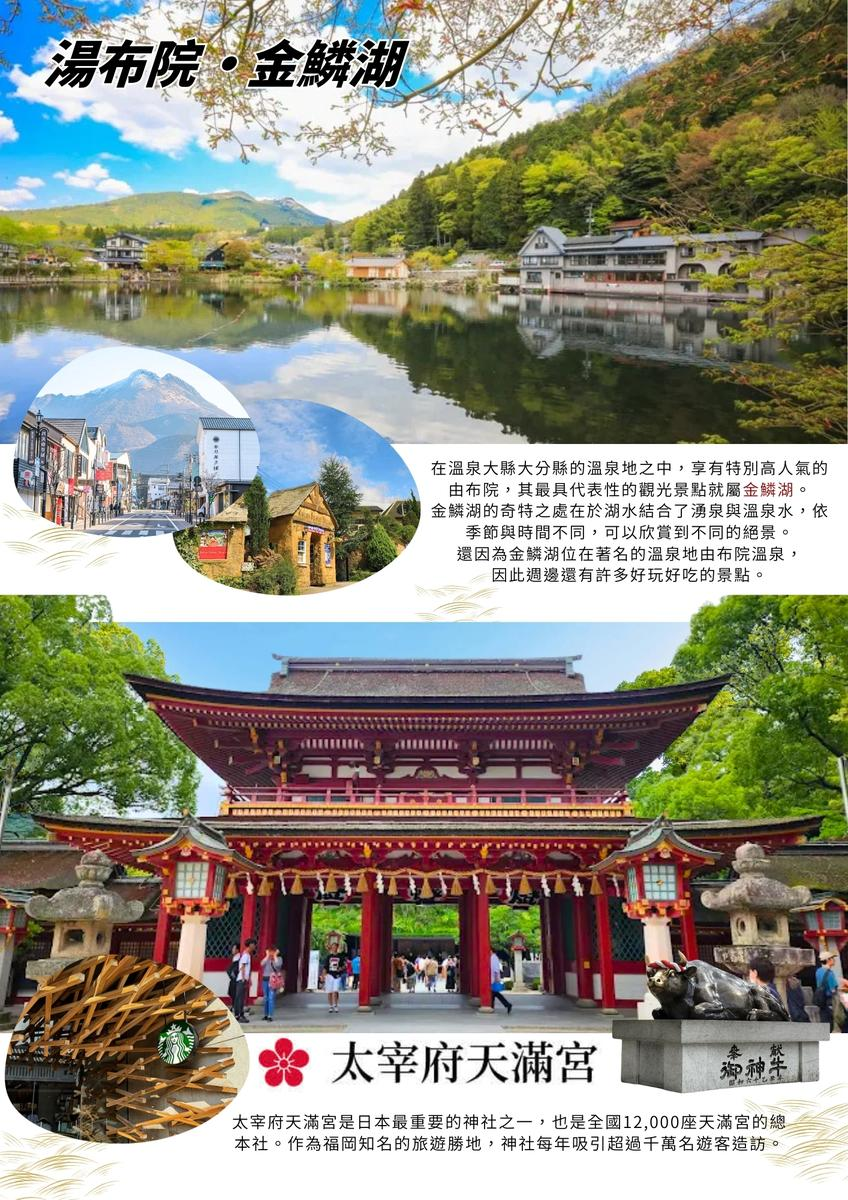 湯布院・金鱗湖
在溫泉大縣大分縣的溫泉地之中，享有特別高人氣的
由布院，其最具代表性的觀光景點就屬金鱗湖。
金鱗湖的奇特之處在於湖水結合了湧泉與溫泉水，依
季節與時間不同，可以欣賞到不同的絕景。
還因為金鱗湖位在著名的溫泉地由布院溫泉，
因此週邊還有許多好玩好吃的景點。
太宰府天滿宮
奉 献
御神牛
太宰府天滿宮是日本最重要的神社之一，也是全國12,000座天滿宮的總
本社。作為福岡知名的旅遊勝地，神社每年吸引超過千萬名遊客造訪。